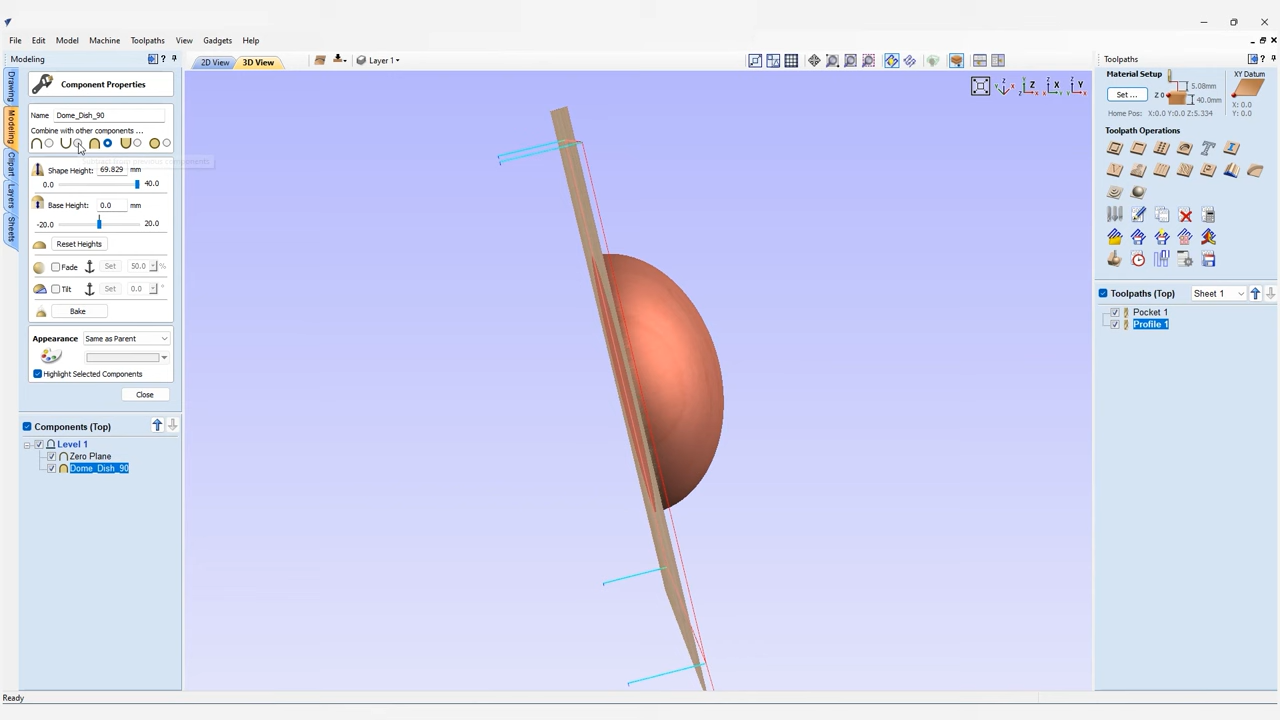 File Edit Model Machine Toolpaths View Gadgets Help
Modeling
Drawing
Modeling
Clipart
Layers
Sheets
Component Properties
Name Dome_Dish_90
Combine with other components ...
Shape Height: 69.829 mm
0.0 40.0
Base Height: 0.0 mm
-20.0 20.0
Reset Heights
Fade Set 50.0 %
Tilt Set 0.0 °
Bake
Appearance Same as Parent
Highlight Selected Components
Close
Components (Top)
Level 1
Zero Plane
Dome_Dish_90
2D View 3D View Layer 1
Z X Y
Toolpaths
Material Setup
Set ...
Z 0
5.08mm
40.0mm
XY Datum
X: 0.0
Y: 0.0
Home Pos: X:0.0 Y:0.0 Z:5.334
Toolpath Operations
Toolpaths (Top) Sheet 1
Pocket 1
Profile 1
Ready